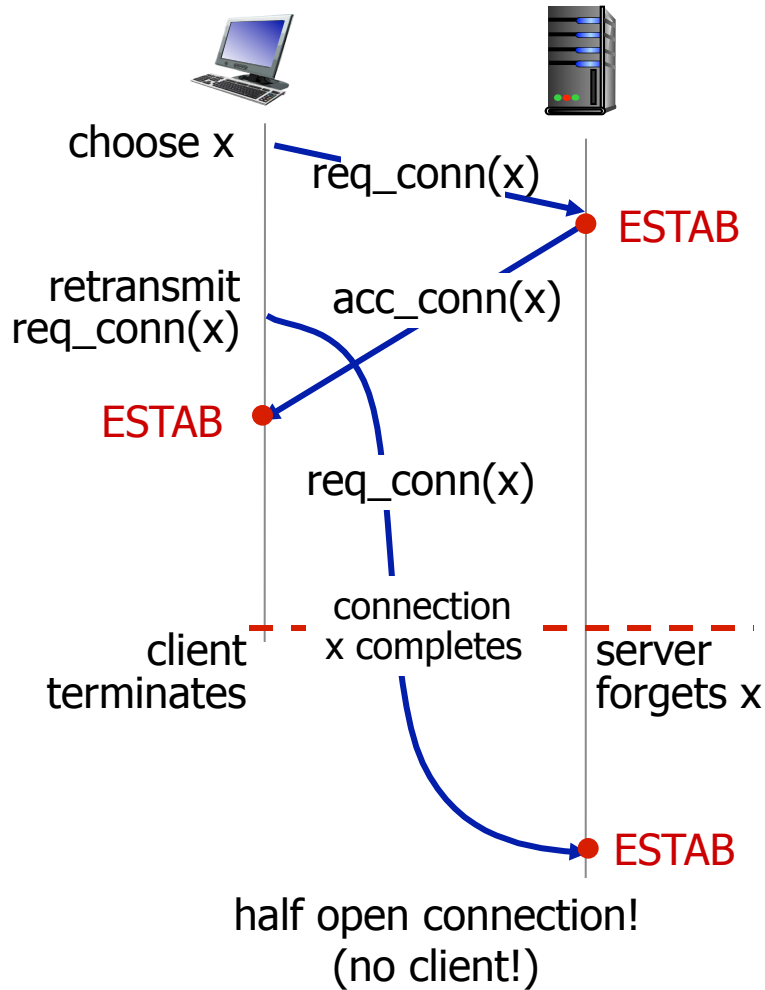 choose x
req_conn(x)
ESTAB
retransmit
req_conn(x)
acc_conn(x)
ESTAB
req_conn(x)
connection
x completes
client
terminates
server
forgets x
ESTAB
half open connection!
(no client!)